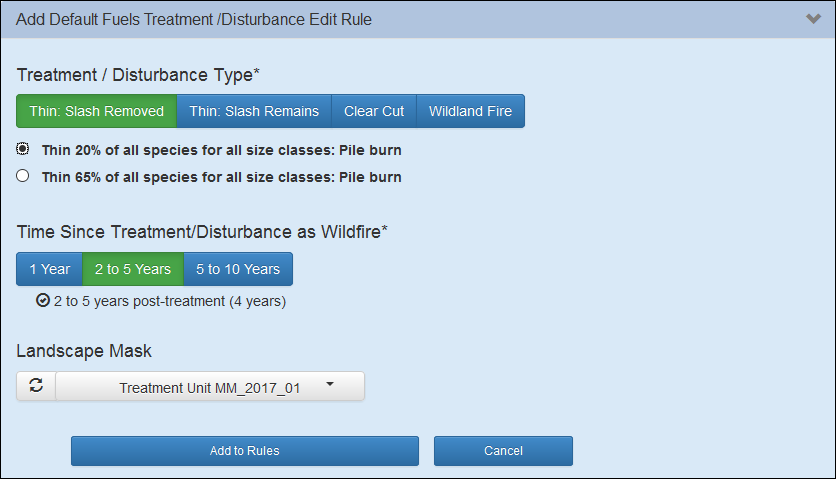 Add Default Fuels Treatment /Disturbance Edit Rule
Treatment / Disturbance Type*
Thin: Slash Removed Thin: Slash Remains Clear Cut Wildland Fire
Thin 20% of all species for all size classes: Pile burn
Thin 65% of all species for all size classes: Pile burn
Time Since Treatment/Disturbance as Wildfire*
1 Year 2 to 5 Years 5 to 10 Years
2 to 5 years post-treatment (4 years)
Landscape Mask
Treatment Unit MM_2017_01
Add to Rules Cancel